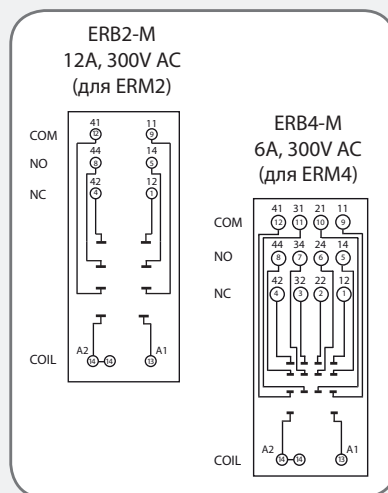 ERB2-M
12A, 300V AC
(для ERM2)
41 11
COM 12 9
44 14
NO 8 5
42 12
NC 4 1
A2 A1
COIL 14 14 13
ERB4-M
6A, 300V AC
(для ERM4)
41 31 21 11
COM 12 11 10 9
44 34 24 14
NO 8 7 6 5
42 32 22 12
NC 4 3 2 1
A2 A1
COIL 14 14 13